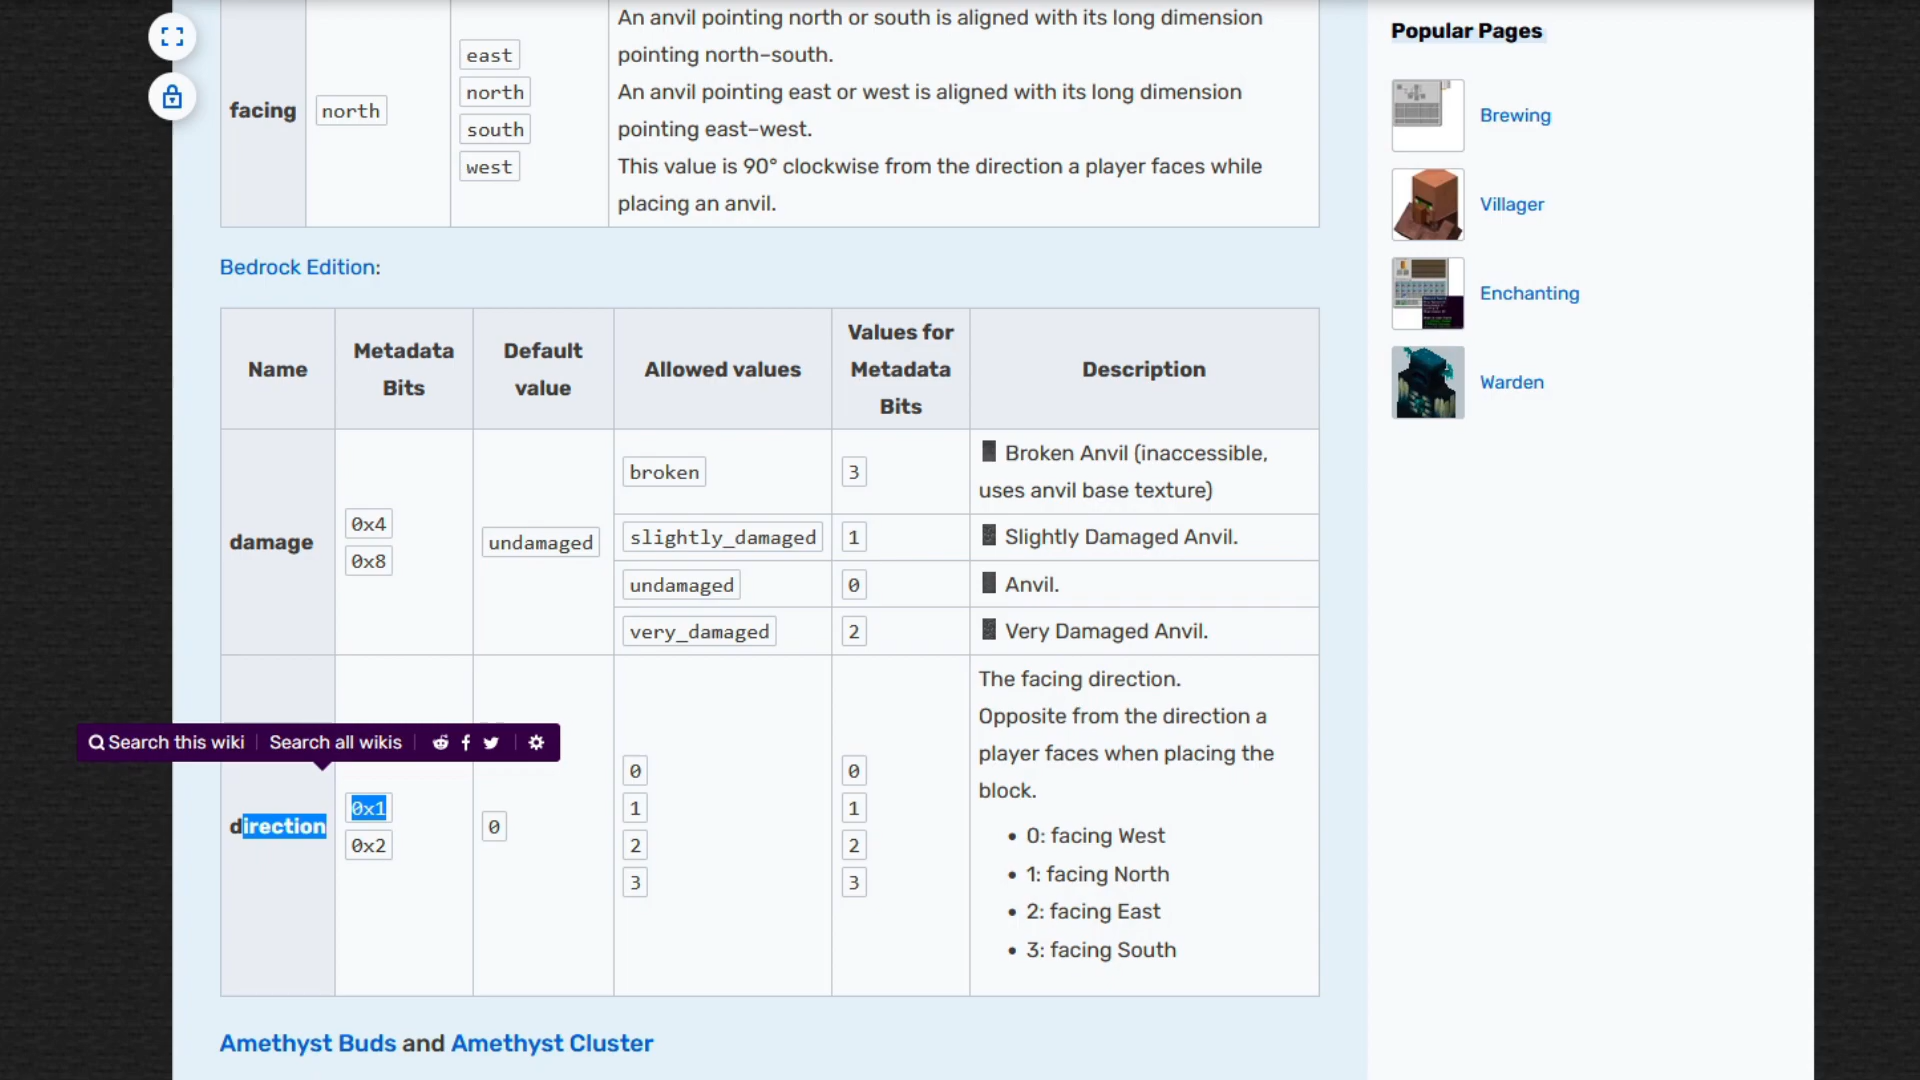 An anvil pointing north or south is aligned with its long dimension
pointing north–south.
An anvil pointing east or west is aligned with its long dimension
pointing east–west.
This value is 90° clockwise from the direction a player faces while
placing an anvil.
facing
north
east
north
south
west
Bedrock Edition:
Name
Metadata
Bits
Default
value
Allowed values
Values for
Metadata
Bits
Description
damage
0x4
0x8
undamaged
broken
3
Broken Anvil (inaccessible,
uses anvil base texture)
slightly_damaged
1
Slightly Damaged Anvil.
undamaged
0
Anvil.
very_damaged
2
Very Damaged Anvil.
Search this wiki
Search all wikis
direction
0x1
0x2
0
0
1
2
3
0
1
2
3
The facing direction.
Opposite from the direction a
player faces when placing the
block.
• 0: facing West
• 1: facing North
• 2: facing East
• 3: facing South
Amethyst Buds and Amethyst Cluster
Popular Pages
Brewing
Villager
Enchanting
Warden